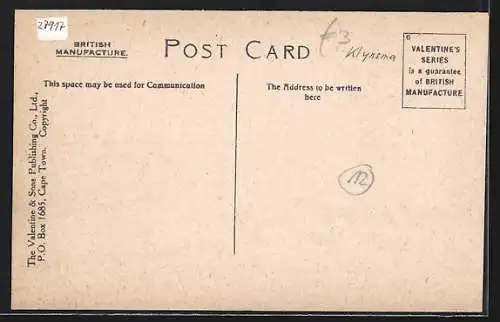 27917
BRITISH
MANUFACTURE.
POST CARD
£3
Klynsma
VALENTINE'S
SERIES
is a guarantee
of BRITISH
MANUFACTURE
This space may be used for Communication
The Address to be written
here
The Valentine & Sons Publishing Co., Ltd.,
P.O. Box 1685, Cape Town. Copyright
12